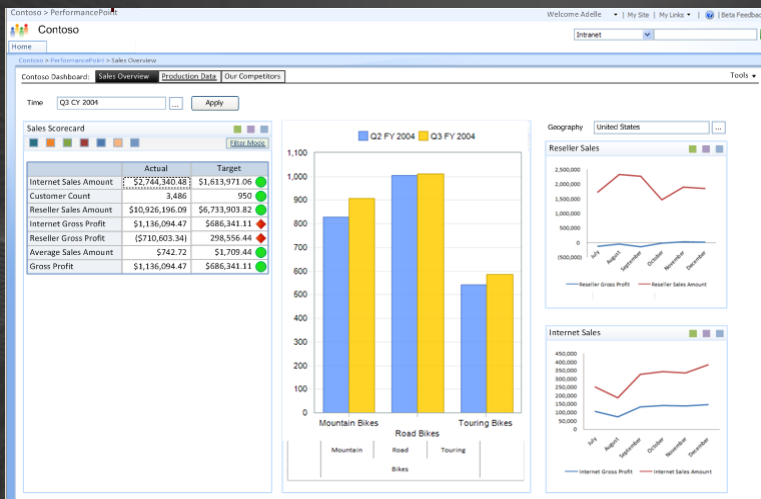 Contoso > PerformancePoint
Welcome Adelle | My Site | My Links | Beta Feedbac
Contoso
Intranet
Home
Contoso > PerformancePoint > Sales Overview
Contoso Dashboard: Sales Overview Production Data Our Competitors
Tools
Time Q3 CY 2004 ... Apply
Sales Scorecard
Filter Mode
Actual Target
Internet Sales Amount $2,744,340.48 $1,613,971.06
Customer Count 3,486 950
Reseller Sales Amount $10,926,196.09 $6,733,903.82
Internet Gross Profit $1,136,094.47 $686,341.11
Reseller Gross Profit ($710,603.34) 298,556.44
Average Sales Amount $742.72 $1,709.44
Gross Profit $1,136,094.47 $686,341.11
Q2 FY 2004 Q3 FY 2004
1,100
1,000
900
800
700
600
500
400
300
200
100
0
Mountain Bikes Road Bikes Touring Bikes
Mountain Road Touring
Bikes
Geography United States ...
Reseller Sales
2,500,000
2,000,000
1,500,000
1,000,000
500,000
0
(500,000)
July August September October November December
Reseller Gross Profit Reseller Sales Amount
Internet Sales
450,000
400,000
350,000
300,000
250,000
200,000
150,000
100,000
50,000
0
July August September October November December
Internet Gross Profit Internet Sales Amount